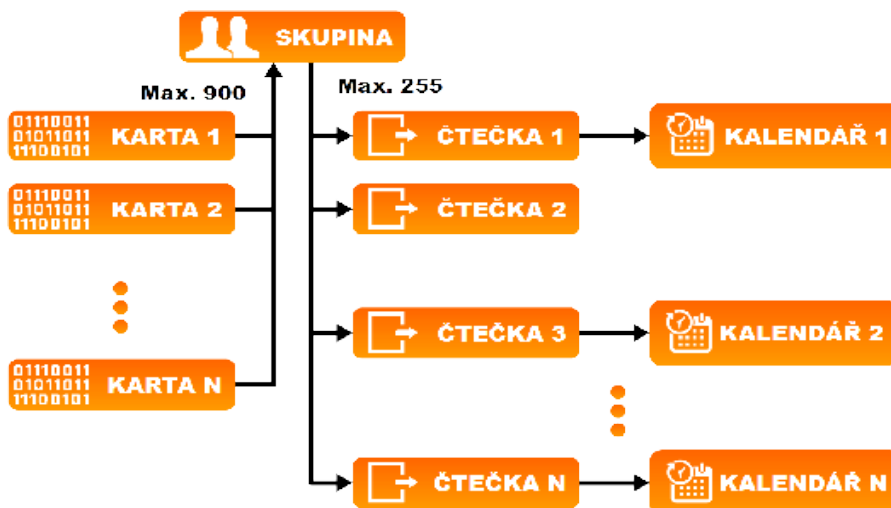 SKUPINA
Max. 900
Max. 255
01110011
01011011
11100101
KARTA 1
ČTEČKA 1
KALENDÁŘ 1
01110011
01011011
11100101
KARTA 2
ČTEČKA 2
ČTEČKA 3
KALENDÁŘ 2
01110011
01011011
11100101
KARTA N
ČTEČKA N
KALENDÁŘ N